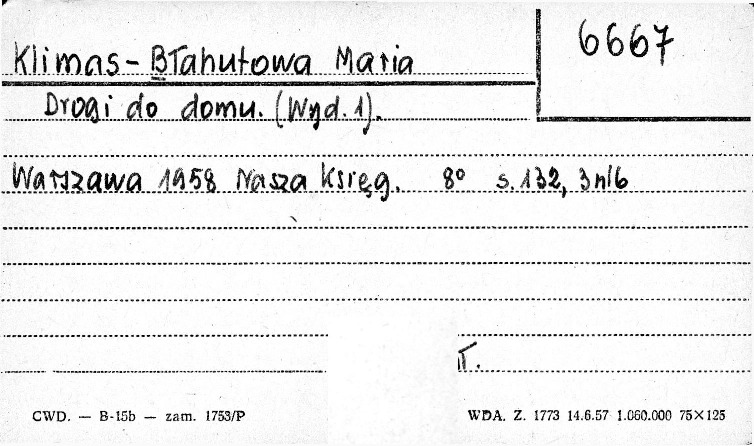 6667
Klimas-Błahutowa Maria
Drogi do domu. (Wyd. 1).
Warszawa 1958 Nasza Księg. 8° s. 132, 3 nlb
CWD. — B-15b — zam. 1753/P
WDA. Z. 1773 14.6.57 1.060.000 75×125